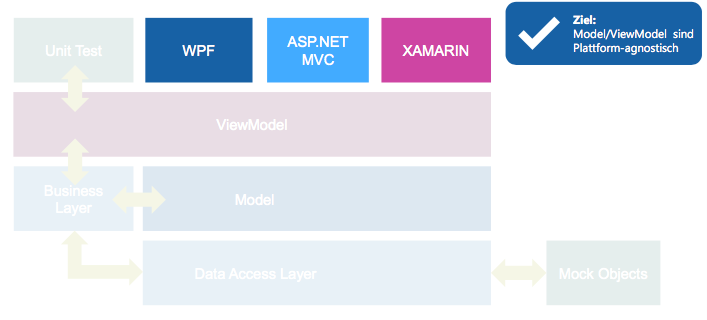 Unit Test
WPF
ASP.NET
MVC
XAMARIN
Ziel:
Model/ViewModel sind
Plattform-agnostisch
ViewModel
Business
Layer
Model
Data Access Layer
Mock Objects